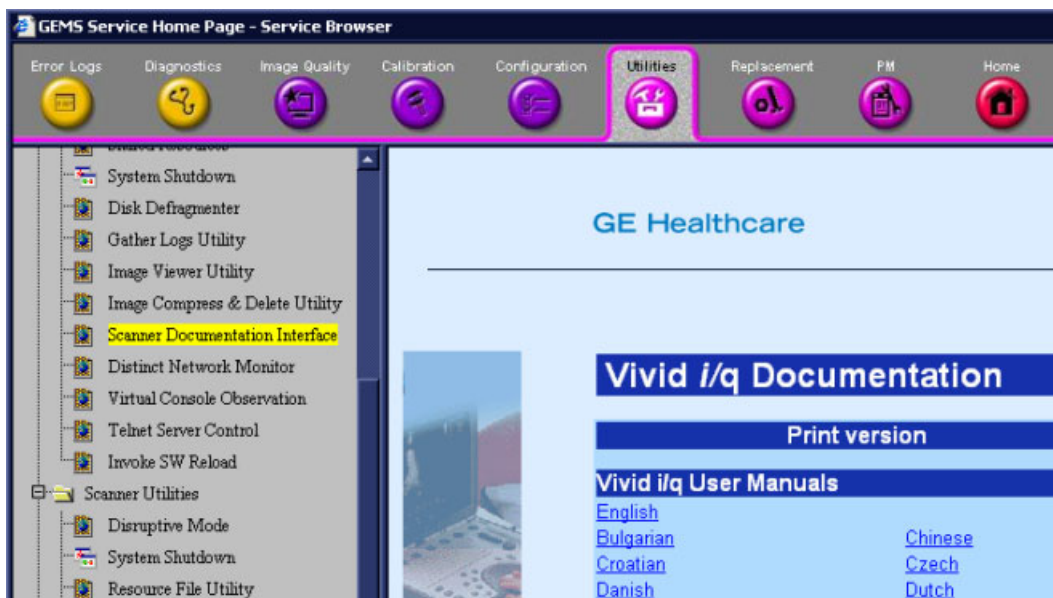 GEMS Service Home Page - Service Browser
Error Logs
Diagnostics
Image Quality
Calibration
Configuration
Utilities
Replacement
PM
Home
System Shutdown
Disk Defragmenter
Gather Logs Utility
Image Viewer Utility
Image Compress & Delete Utility
Scanner Documentation Interface
Distinct Network Monitor
Virtual Console Observation
Telnet Server Control
Invoke SW Reload
Scanner Utilities
Disruptive Mode
System Shutdown
Resource File Utility
GE Healthcare
Vivid i/q Documentation
Print version
Vivid i/q User Manuals
English
Bulgarian Chinese
Croatian Czech
Danish Dutch